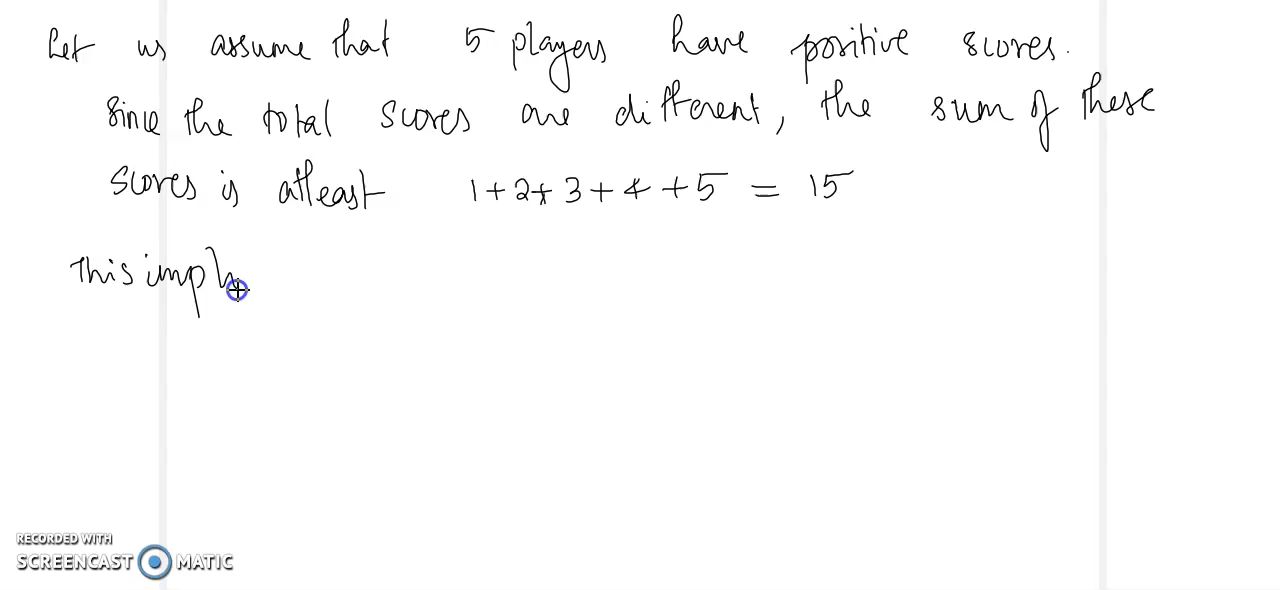 Let us assume that 5 players have positive scores.
Since the total scores are different, the sum of these
scores is atleast 1+2+3+4+5 = 15
This impl
RECORDED WITH
SCREENCAST MATIC